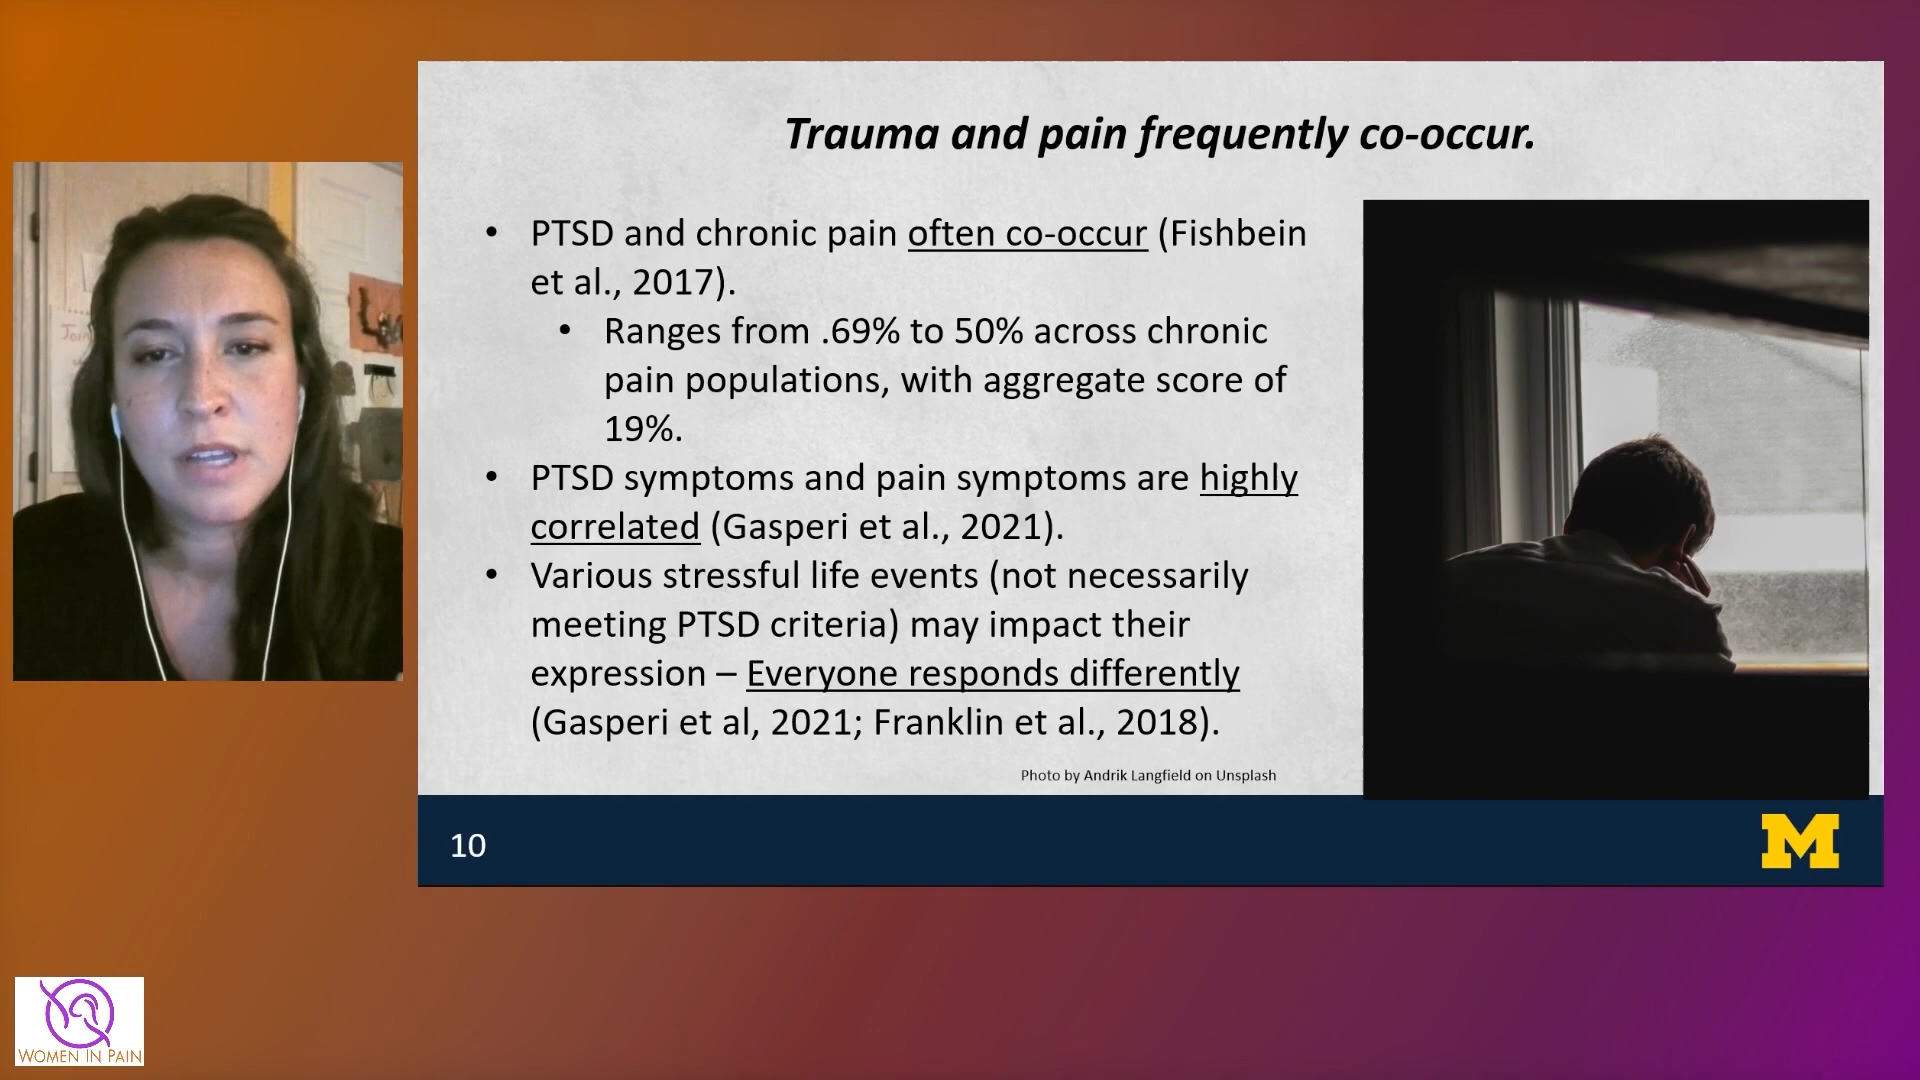 Trauma and pain frequently co-occur.
• PTSD and chronic pain often co-occur (Fishbein
et al., 2017).
• Ranges from .69% to 50% across chronic
pain populations, with aggregate score of
19%.
• PTSD symptoms and pain symptoms are highly
correlated (Gasperi et al., 2021).
• Various stressful life events (not necessarily
meeting PTSD criteria) may impact their
expression – Everyone responds differently
(Gasperi et al, 2021; Franklin et al., 2018).
Photo by Andrik Langfield on Unsplash
10
M
WOMEN IN PAIN